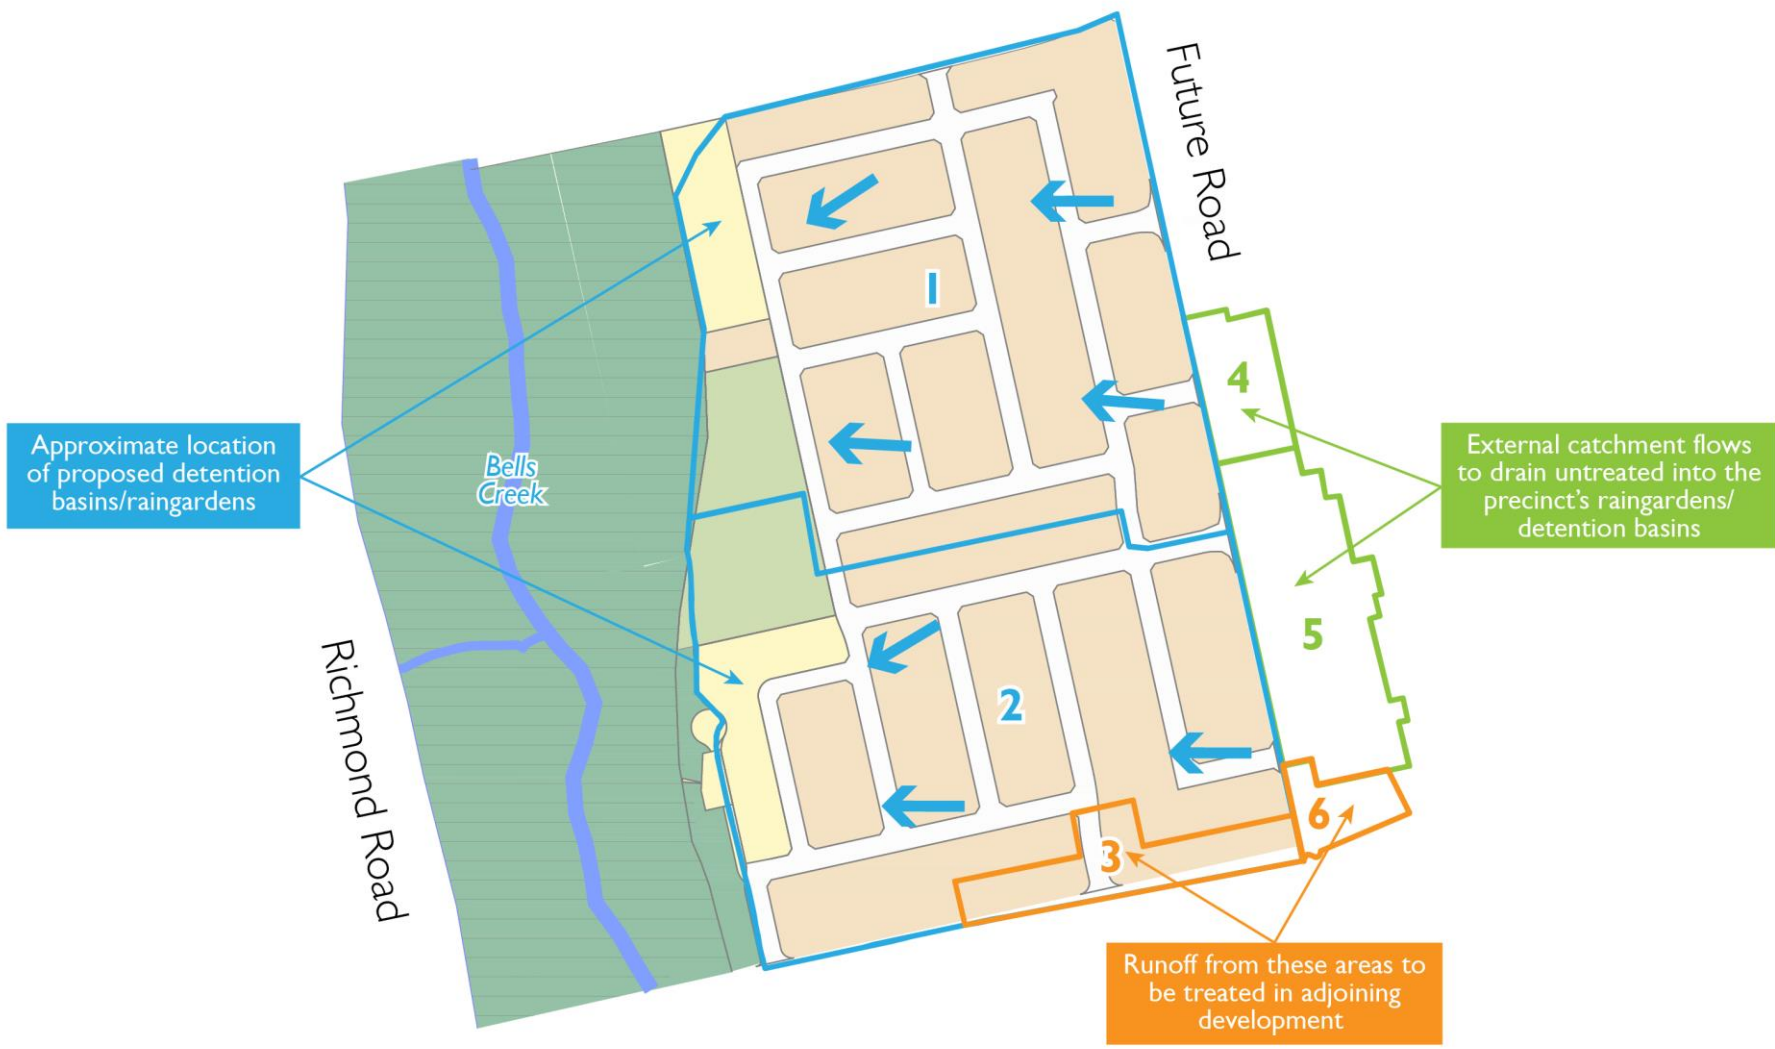 Future Road
1
4
Approximate location
of proposed detention
basins/raingardens
Bells
Creek
External catchment flows
to drain untreated into the
precinct's raingardens/
detention basins
5
Richmond Road
2
6
3
Runoff from these areas to
be treated in adjoining
development